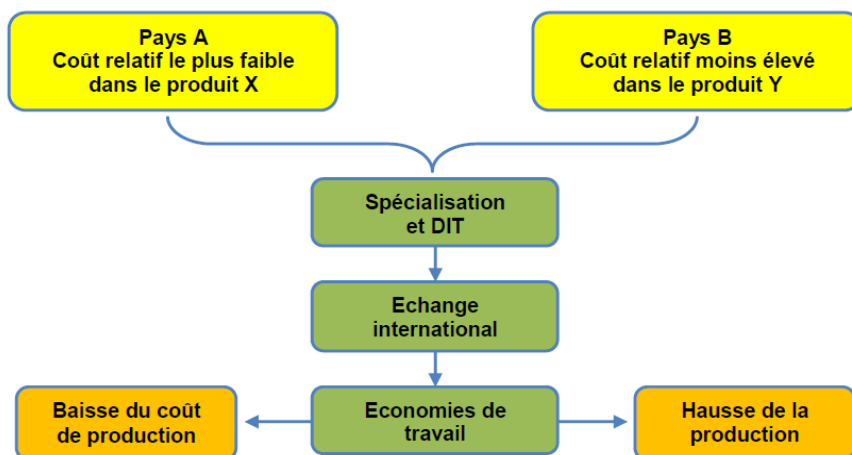 Pays A
Coût relatif le plus faible
dans le produit X
Pays B
Coût relatif moins élevé
dans le produit Y
Spécialisation
et DIT
Echange
international
Baisse du coût
de production
Economies de
travail
Hausse de la
production